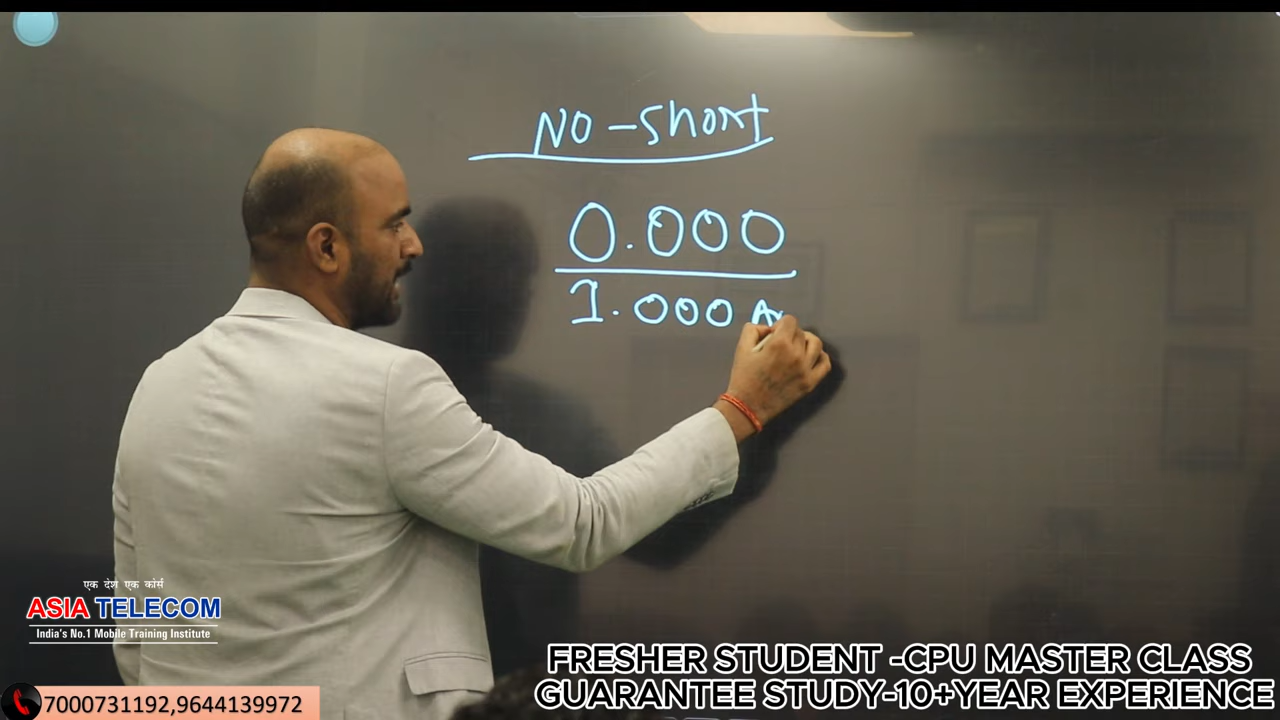 NO-Short
0.000
1.000 A
एक देश एक कोर्स
ASIA TELECOM
India's No.1 Mobile Training Institute
7000731192,9644139972
FRESHER STUDENT -CPU MASTER CLASS
GUARANTEE STUDY-10+YEAR EXPERIENCE